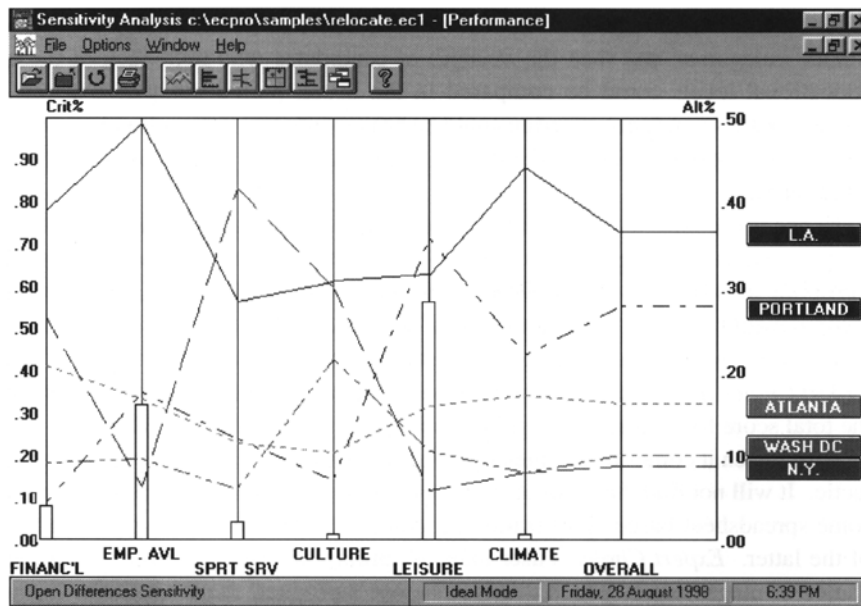 Sensitivity Analysis c:\ecpro\samples\relocate.ec1 - [Performance]
File Options Window Help
?
Crit% Alt%
.50
.90
.80 .40
.70
L.A.
.60
.50 .30
PORTLAND
.40
.30 .20
ATLANTA
.20
WASH DC
.10
.10 N.Y.
.00 .00
EMP. AVL CULTURE CLIMATE
FINANC'L SPRT SRV LEISURE OVERALL
Open Differences Sensitivity Ideal Mode Friday, 28 August 1998 6:39 PM